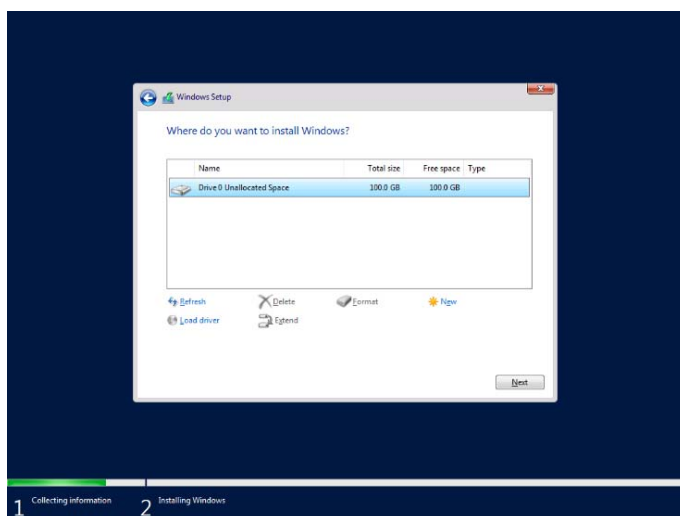 Windows Setup
Where do you want to install Windows?
Name Total size Free space Type
Drive 0 Unallocated Space 100.0 GB 100.0 GB
Refresh Delete Format New
Load driver Extend
Next
1 Collecting information 2 Installing Windows